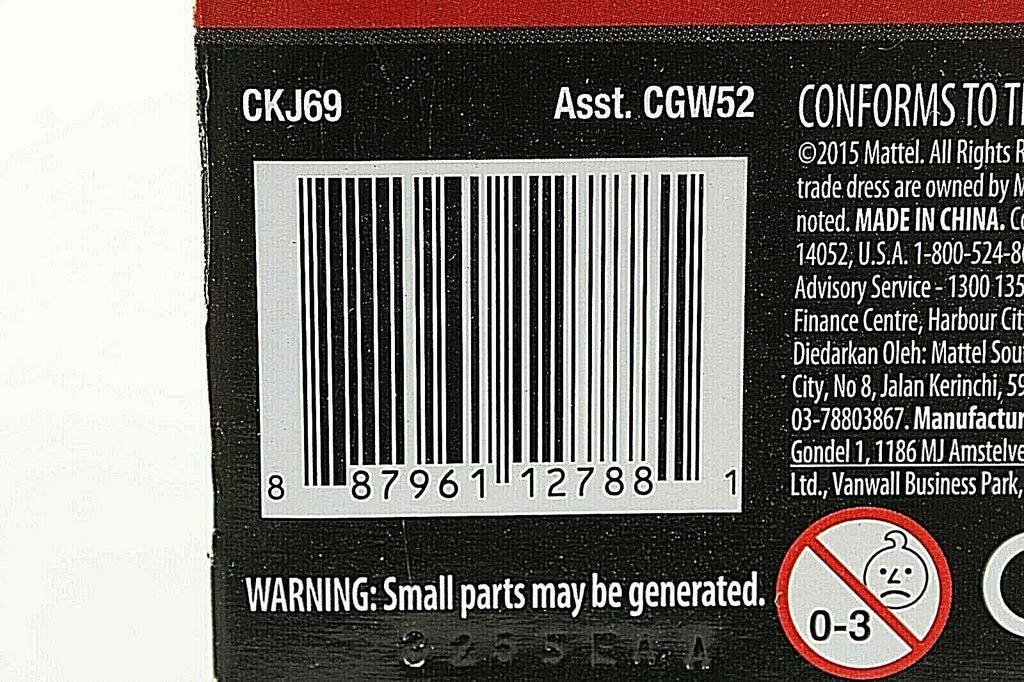 CKJ69 Asst. CGW52
8 87961 12788 1
WARNING: Small parts may be generated.
CONFORMS TO
©2015 Mattel. All Rights
trade dress are owned by
noted. MADE IN CHINA.
14052, U.S.A. 1-800-524-
Advisory Service - 1300 135
Finance Centre, Harbour
Diedarkan Oleh: Mattel
City, No 8, Jalan Kerinchi,
03-78803867.
Gondel 1, 1186 MJ
Ltd., Vanwall Business Park,
0-3